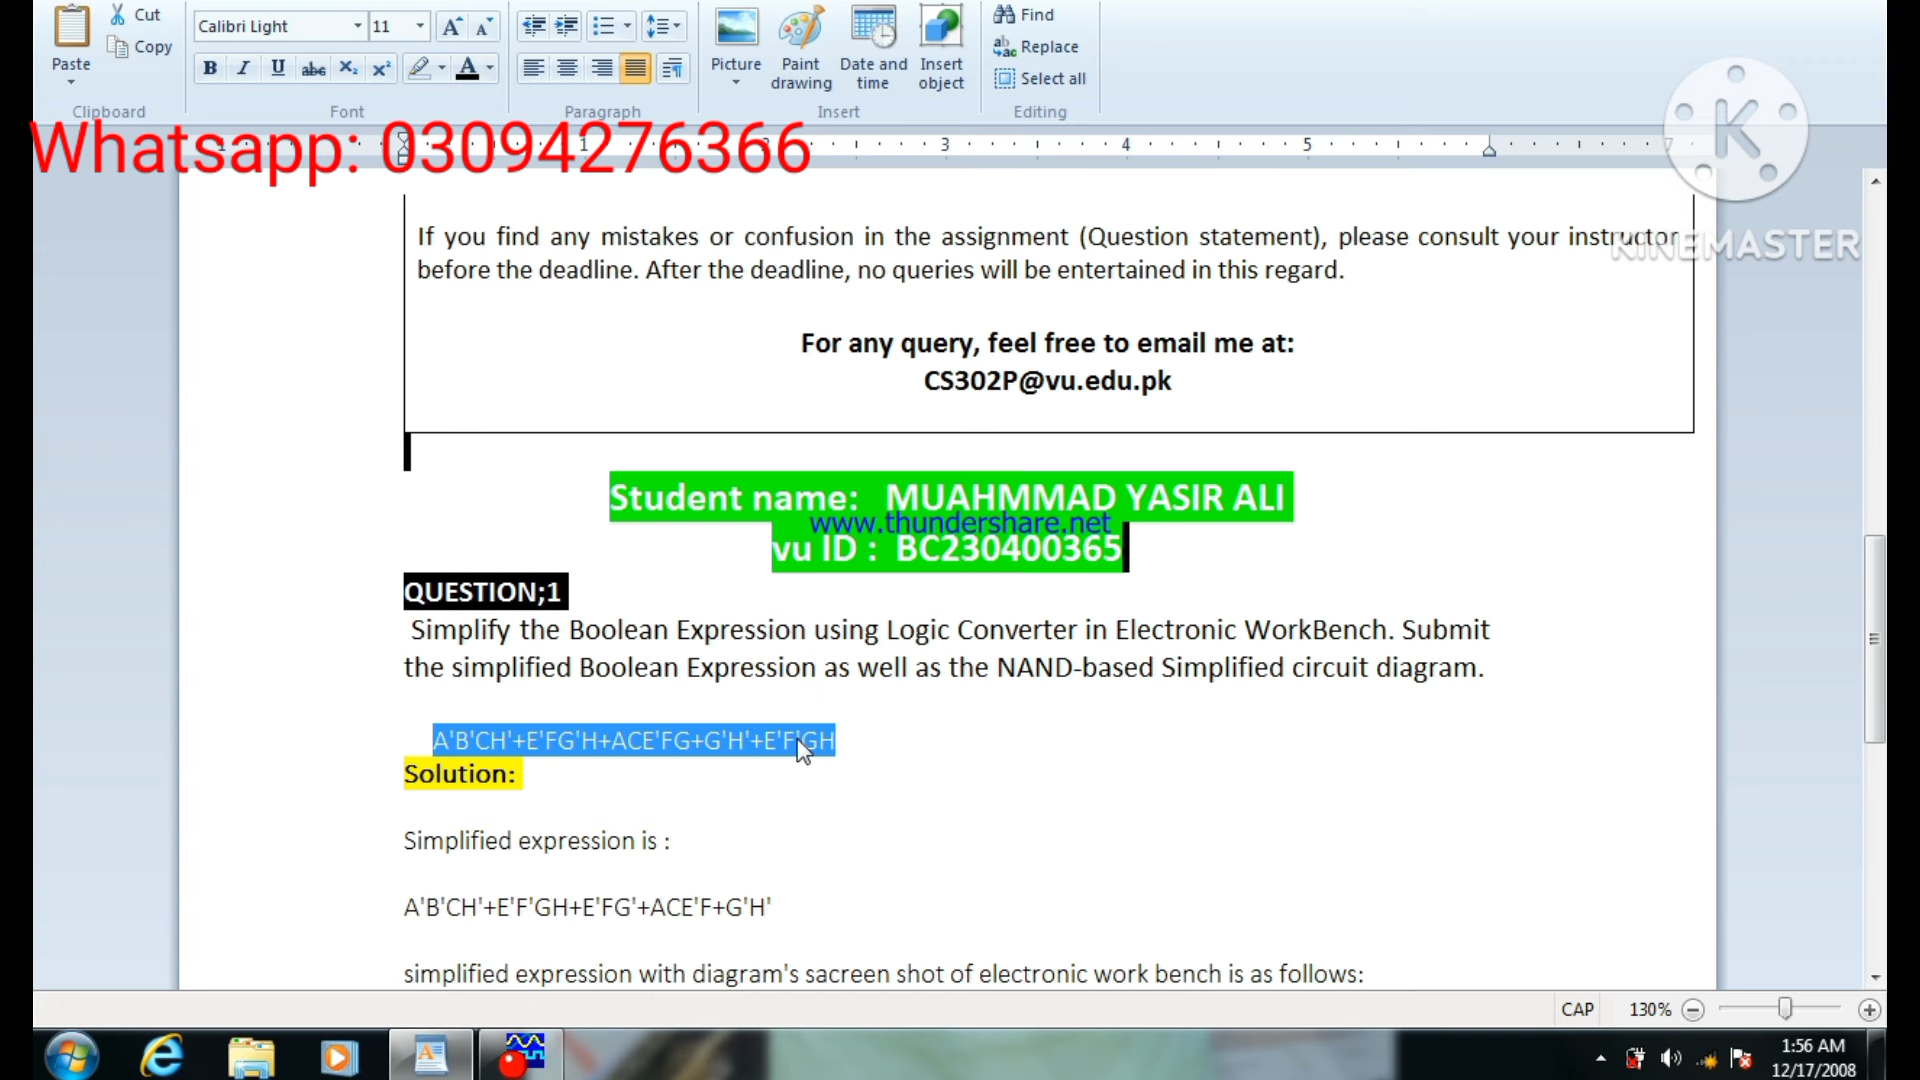 Cut
Copy
Paste
Clipboard
Calibri Light
11
Font
Paragraph
Picture
Paint drawing
Date and time
Insert object
Insert
Find
Replace
Select all
Editing
Whatsapp: 03094276366
1 1 2 3 4 5 7
KINEMASTER
If you find any mistakes or confusion in the assignment (Question statement), please consult your instructor
before the deadline. After the deadline, no queries will be entertained in this regard.
For any query, feel free to email me at:
CS302P@vu.edu.pk
Student name: MUAHMMAD YASIR ALI
www.thundershare.net
vu ID : BC230400365
QUESTION;1
Simplify the Boolean Expression using Logic Converter in Electronic WorkBench. Submit
the simplified Boolean Expression as well as the NAND-based Simplified circuit diagram.
A'B'CH'+E'FG'H+ACE'FG+G'H'+E'F'GH
Solution:
Simplified expression is :
A'B'CH'+E'F'GH+E'FG'+ACE'F+G'H'
simplified expression with diagram's sacreen shot of electronic work bench is as follows:
CAP 130%
1:56 AM
12/17/2008